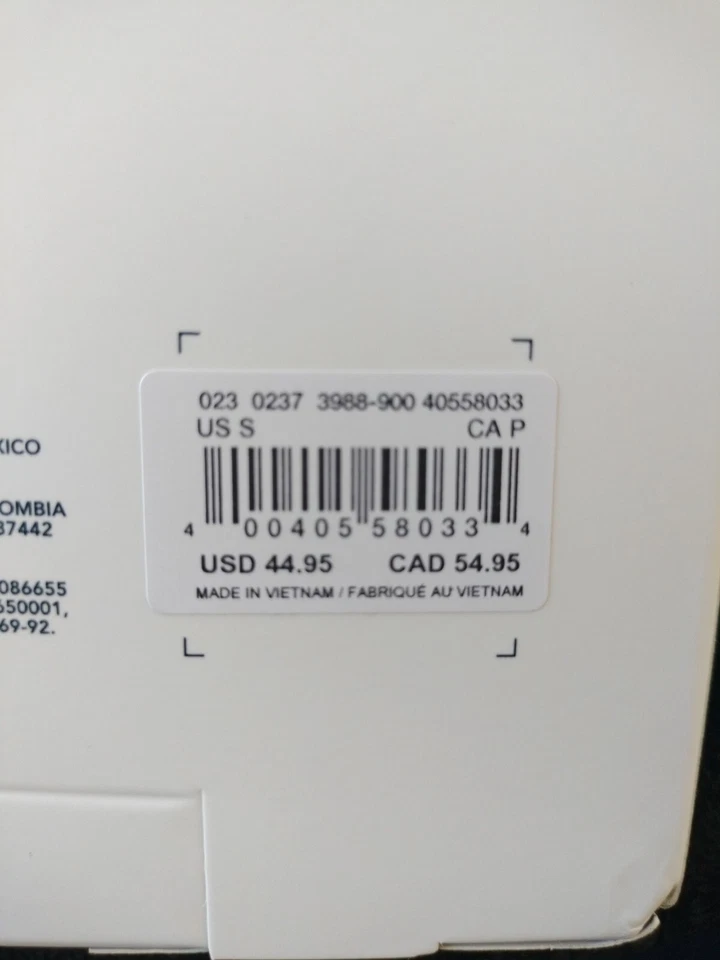 023 0237 3988-900 40558033
US S CA P
4 00405 58033 4
USD 44.95 CAD 54.95
MADE IN VIETNAM / FABRIQUÉ AU VIETNAM
XICO
OMBIA
37442
086655
650001,
69-92.